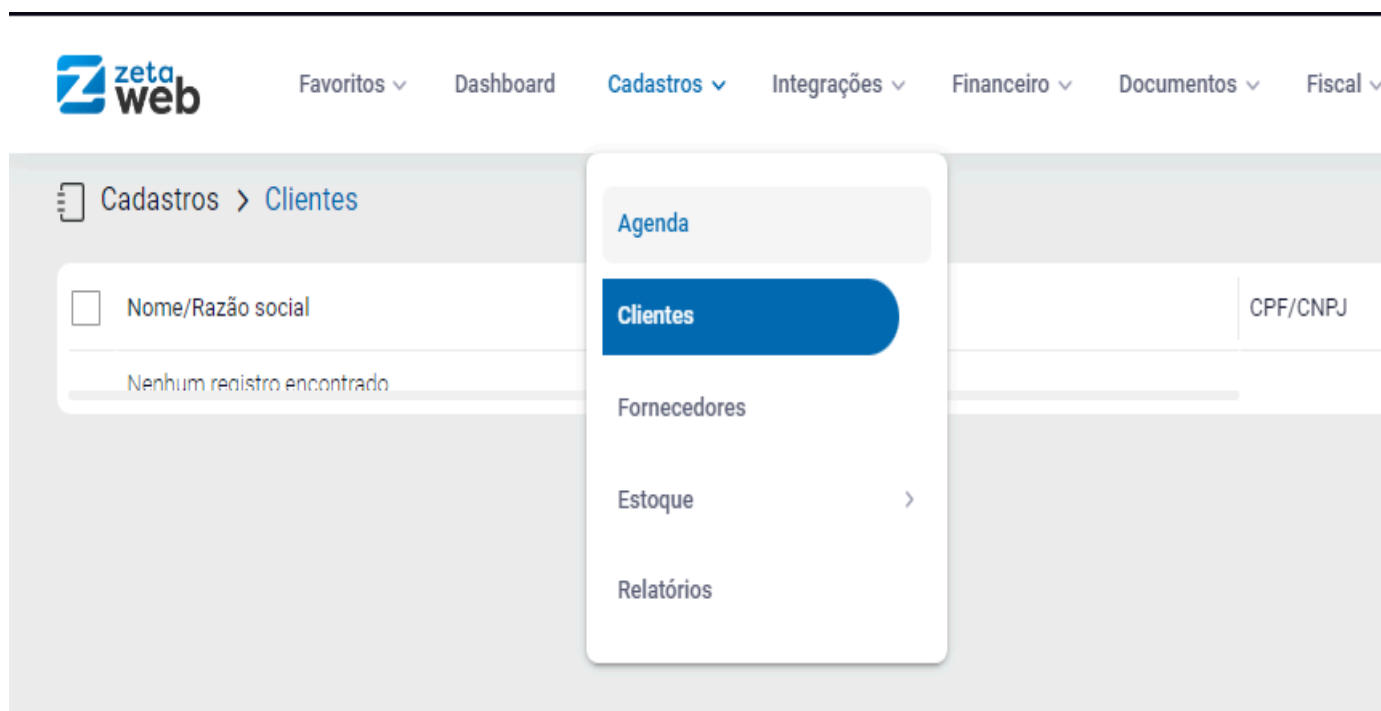 zeta
web
Favoritos Dashboard Cadastros Integrações Financeiro Documentos Fiscal
Cadastros > Clientes
Nome/Razão social CPF/CNPJ
Nenhum registro encontrado
Agenda
Clientes
Fornecedores
Estoque
Relatórios